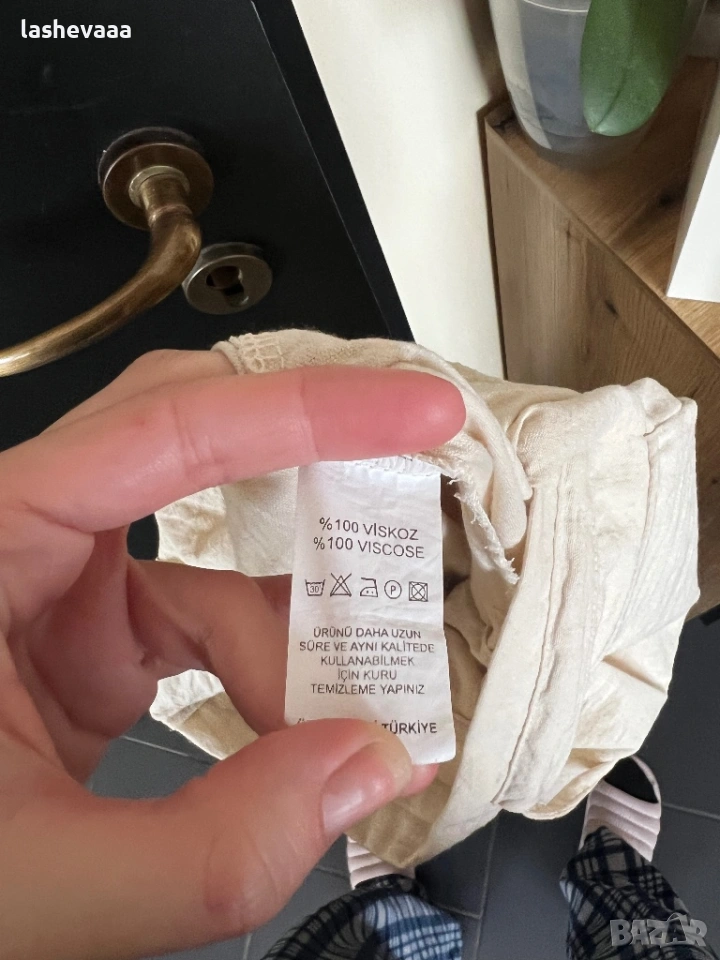 lashevaaa
%100 VİSKOZ
%100 VISCOSE
30
P
ÜRÜNÜ DAHA UZUN
SÜRE VE AYNI KALİTEDE
KULLANABİLMEK
İÇİN KURU
TEMİZLEME YAPINIZ
TÜRKİYE
BAZAR